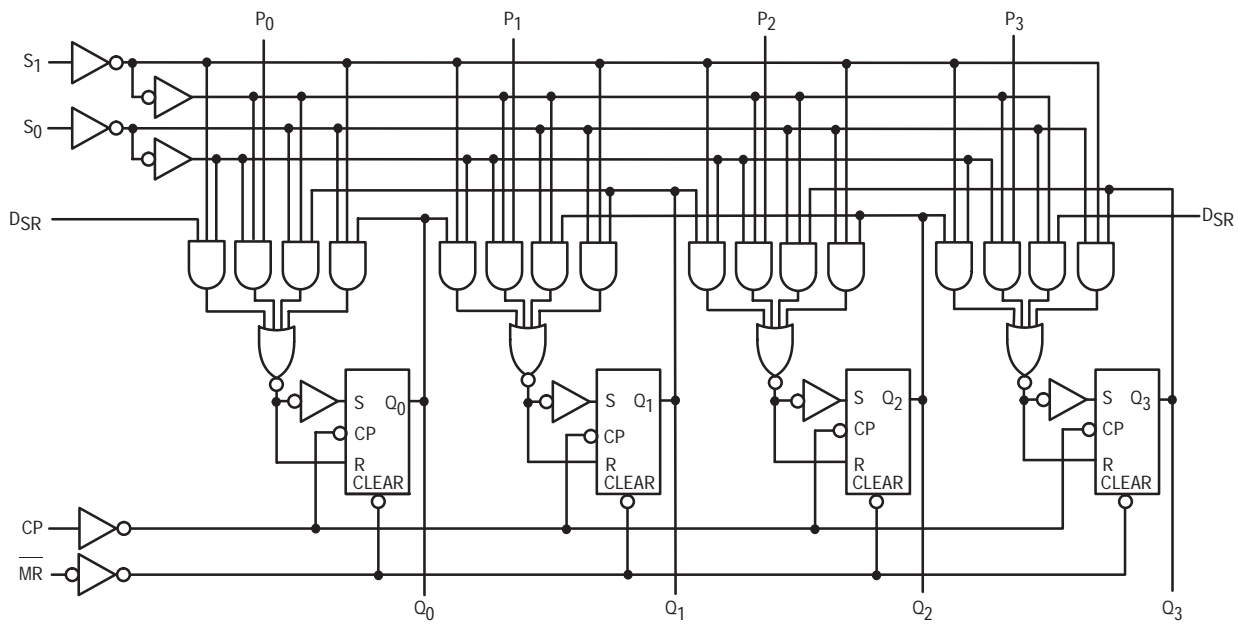 P0 P1 P2 P3
S1
S0
DSR DSR
S Q0 S Q1 S Q2 S Q3
CP CP CP CP
R R R R
CLEAR CLEAR CLEAR CLEAR
CP
MR
Q0 Q1 Q2 Q3